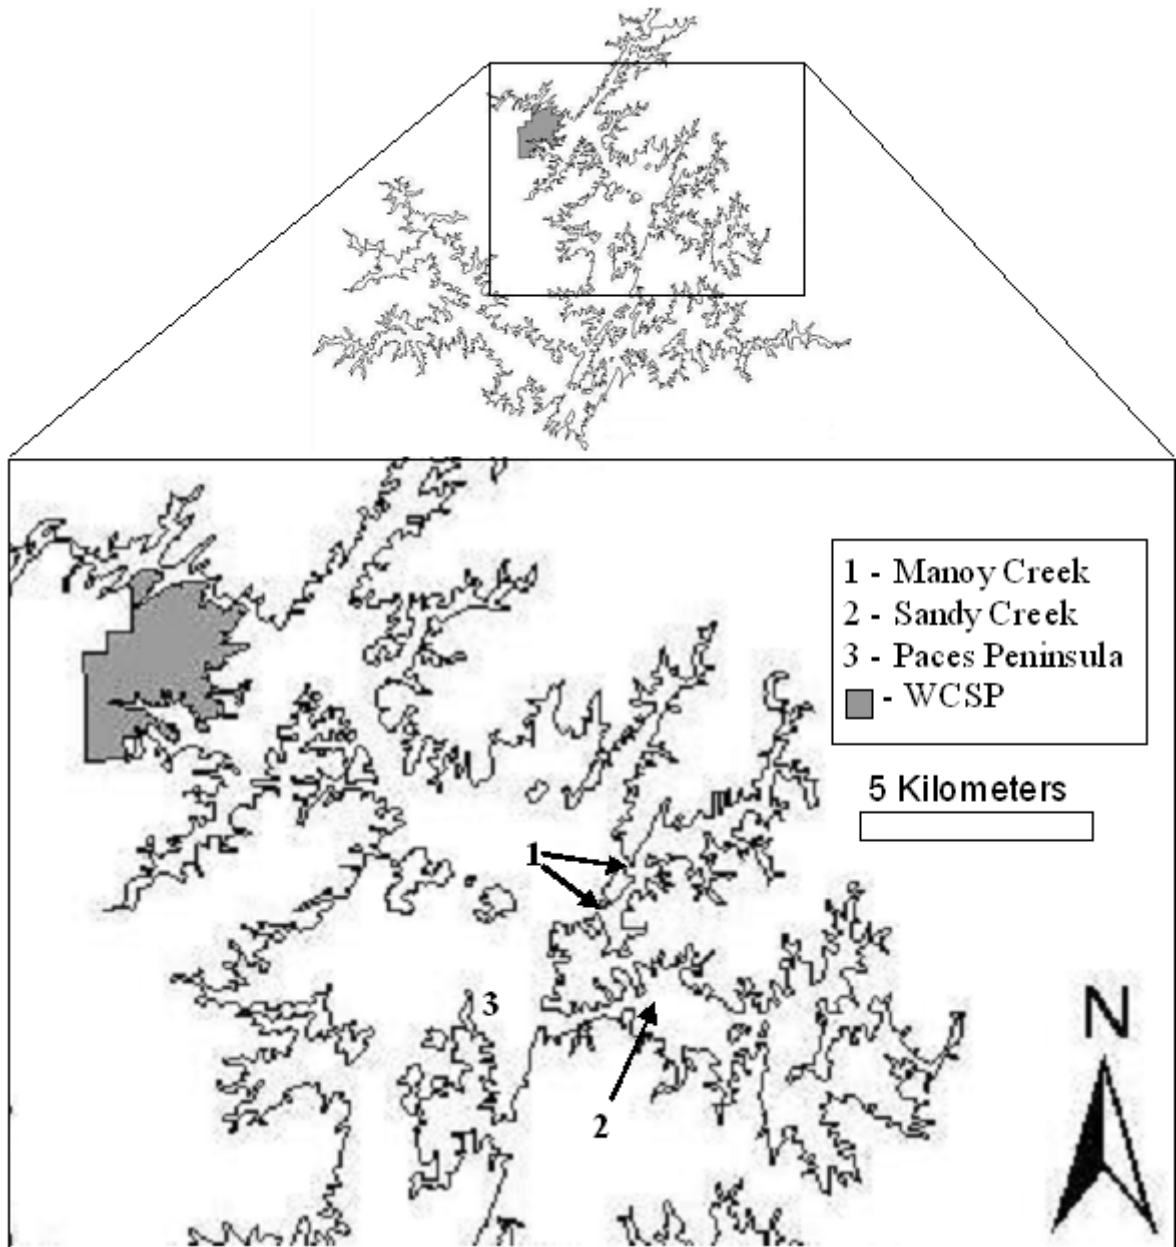 1 - Manoy Creek
2 - Sandy Creek
3 - Paces Peninsula
- WCSP
5 Kilometers
1
3
N
2